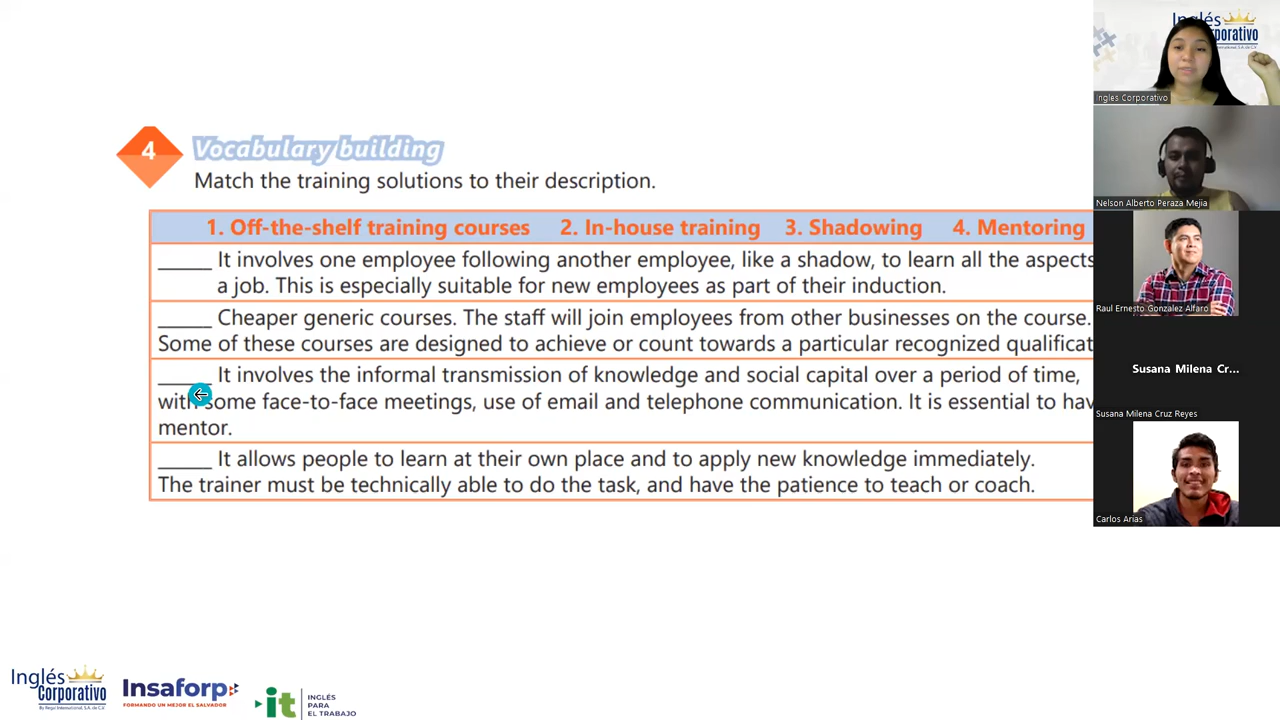 4
Vocabulary building
Match the training solutions to their description.
1. Off-the-shelf training courses 2. In-house training 3. Shadowing 4. Mentoring
_____ It involves one employee following another employee, like a shadow, to learn all the aspects
a job. This is especially suitable for new employees as part of their induction.
_____ Cheaper generic courses. The staff will join employees from other businesses on the course.
Some of these courses are designed to achieve or count towards a particular recognized qualificat
_____ It involves the informal transmission of knowledge and social capital over a period of time,
with some face-to-face meetings, use of email and telephone communication. It is essential to hav
mentor.
_____ It allows people to learn at their own place and to apply new knowledge immediately.
The trainer must be technically able to do the task, and have the patience to teach or coach.
Inglés
Corporativo
By Regal International, S.A. de C.V.
Insaforp
FORMANDO UN MEJOR EL SALVADOR
it
INGLÉS
PARA
EL TRABAJO
Inglés
orporativo
Ingles Corporativo
Nelson Alberto Peraza Mejia
Raul Ernesto Gonzalez Alfaro
Susana Milena Cr...
Susana Milena Cruz Reyes
Carlos Arias